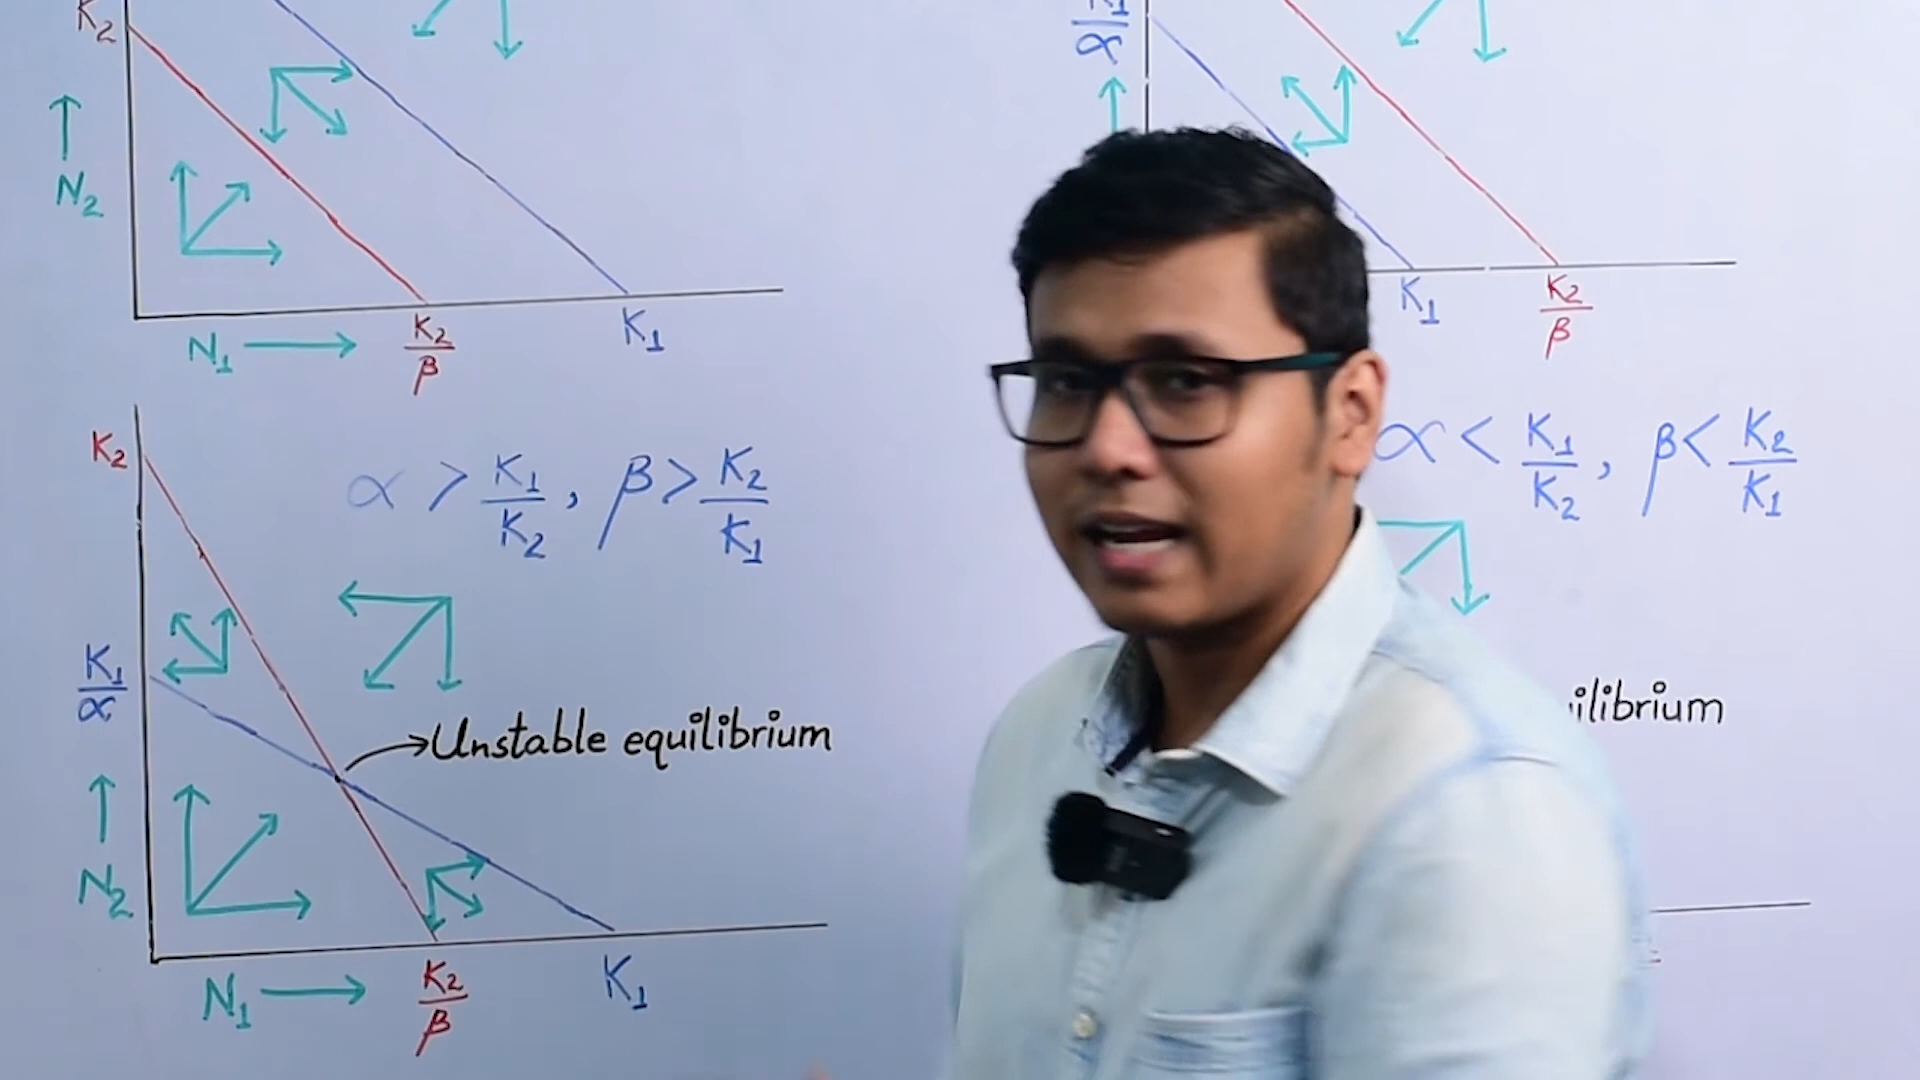 K₂
N₂
N₁
K₂/β
K₁
K₁/α
K₁
K₂/β
K₂
α > K₁/K₂, β > K₂/K₁
K₁/α
Unstable equilibrium
N₂
N₁
K₂/β
K₁
α < K₁/K₂, β < K₂/K₁